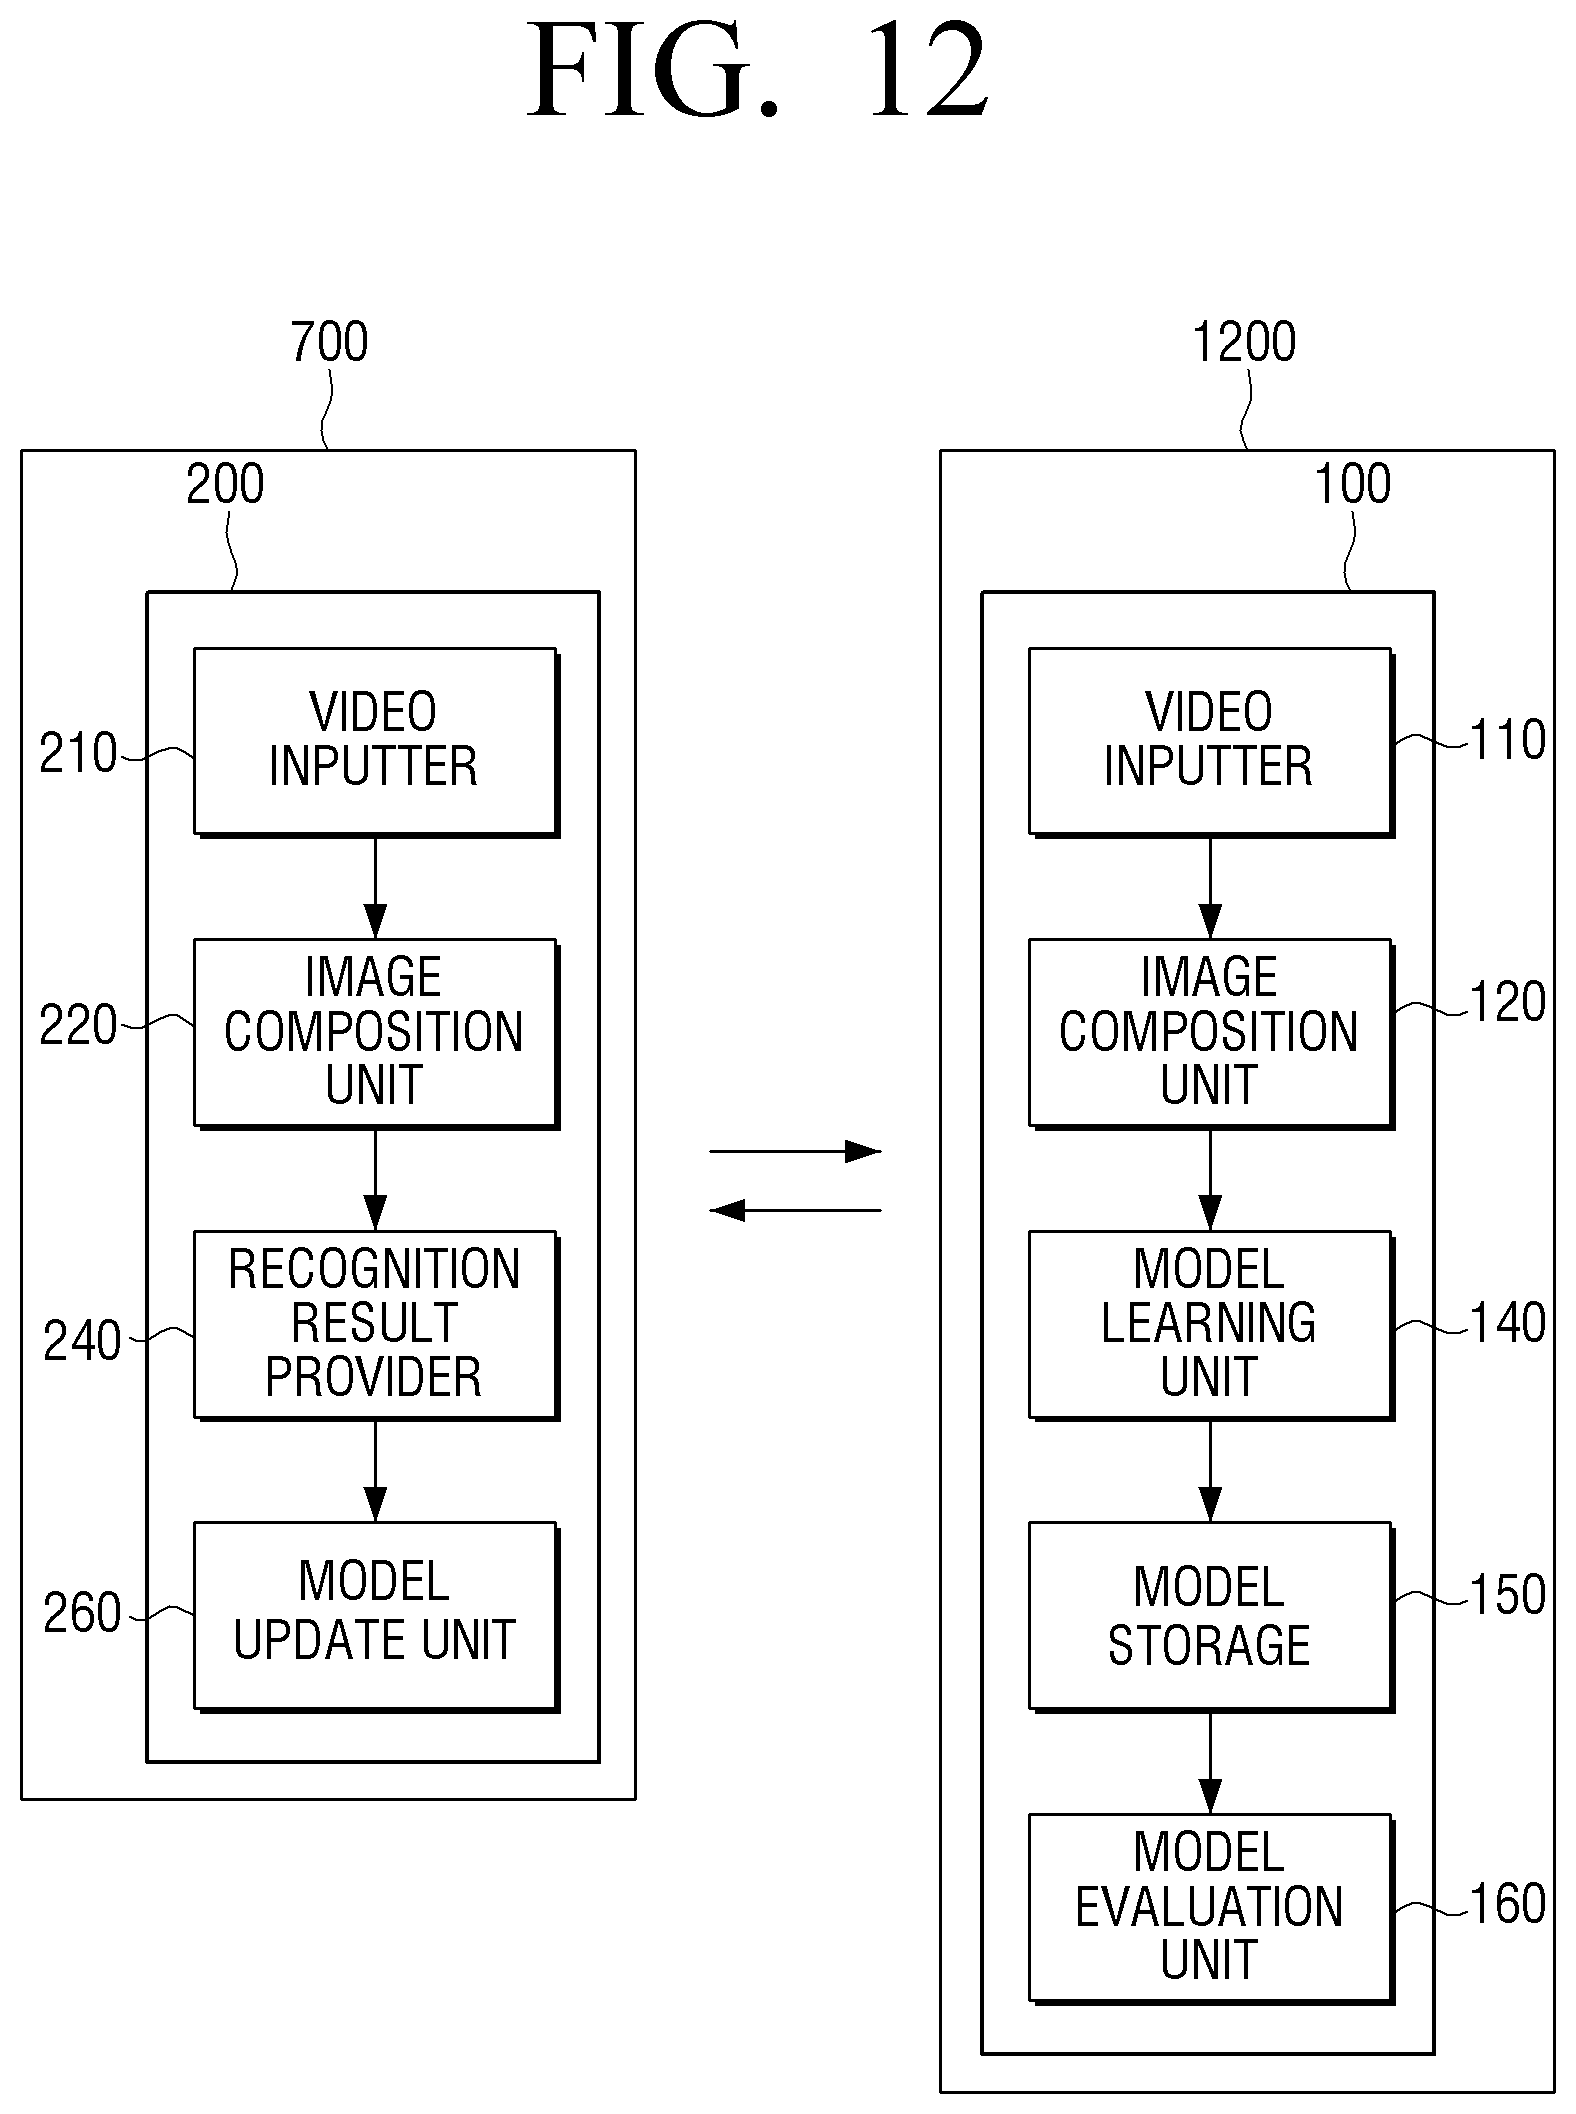 FIG. 12
700
200
210
VIDEO
INPUTTER
220
IMAGE
COMPOSITION
UNIT
240
RECOGNITION
RESULT
PROVIDER
260
MODEL
UPDATE UNIT
1200
100
VIDEO
INPUTTER
110
IMAGE
COMPOSITION
UNIT
120
MODEL
LEARNING
UNIT
140
MODEL
STORAGE
150
MODEL
EVALUATION
UNIT
160